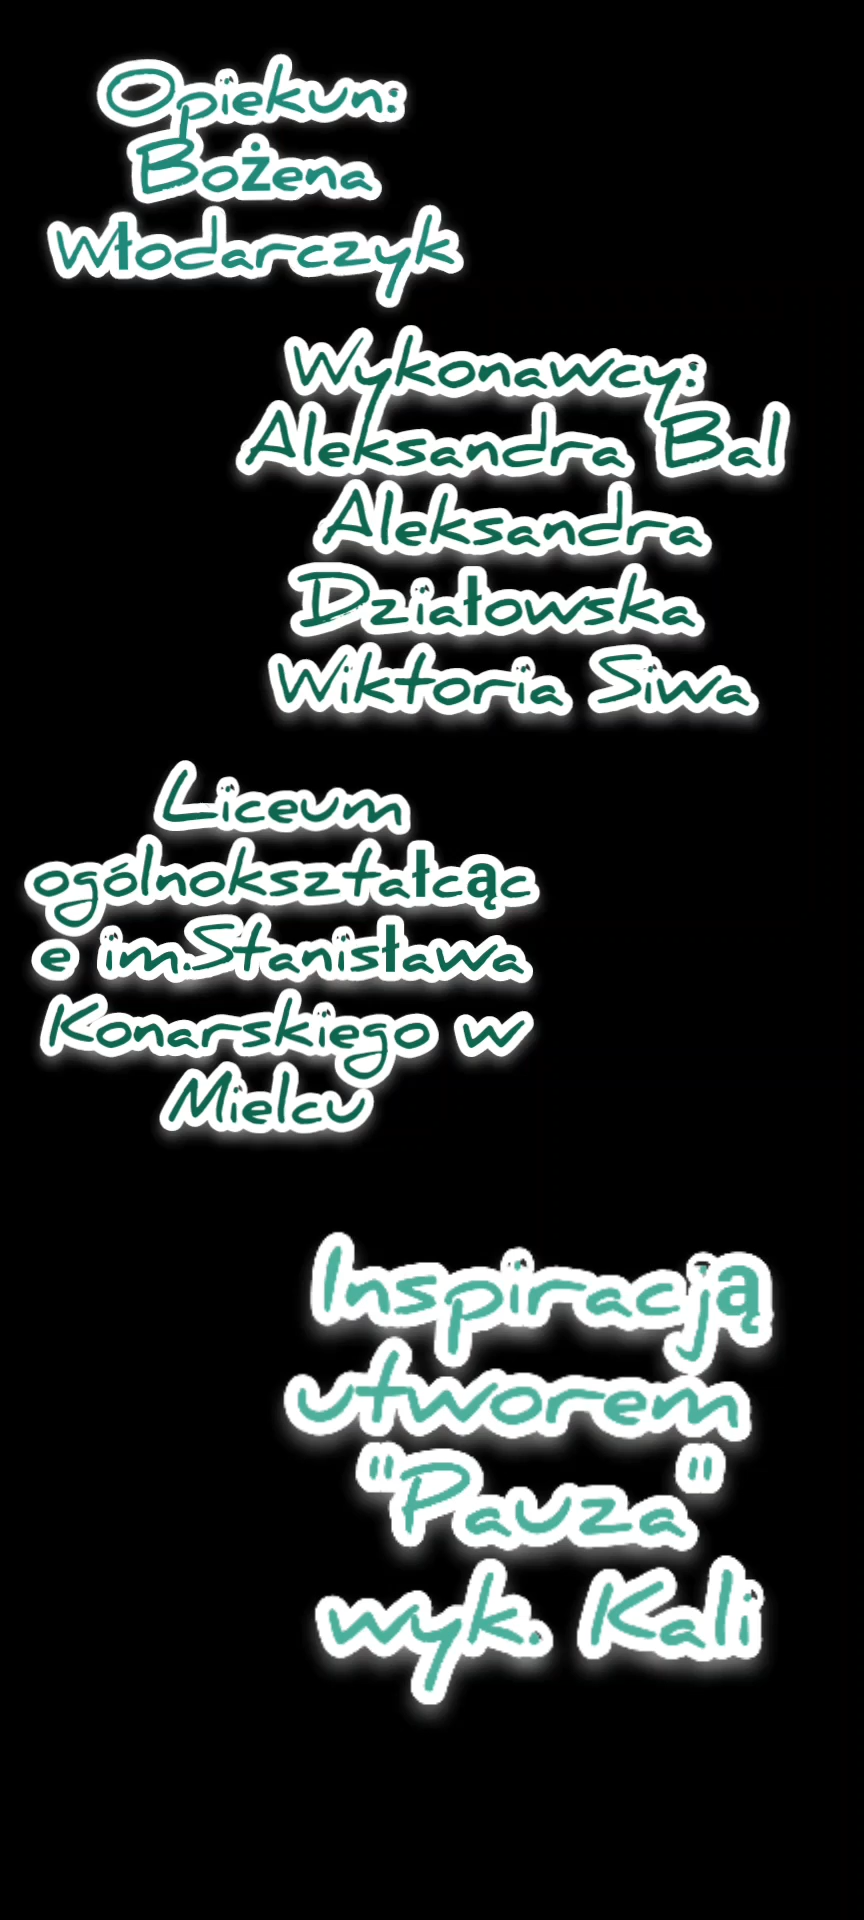 Opiekun:
Bożena
Włodarczyk
Wykonawcy:
Aleksandra Bal
Aleksandra
Działowska
Wiktoria Siwa
Liceum
ogólnokształcąc
e im.Stanisława
Konarskiego w
Mielcu
Inspiracją
utworem
"Pauza"
wyk. Kali